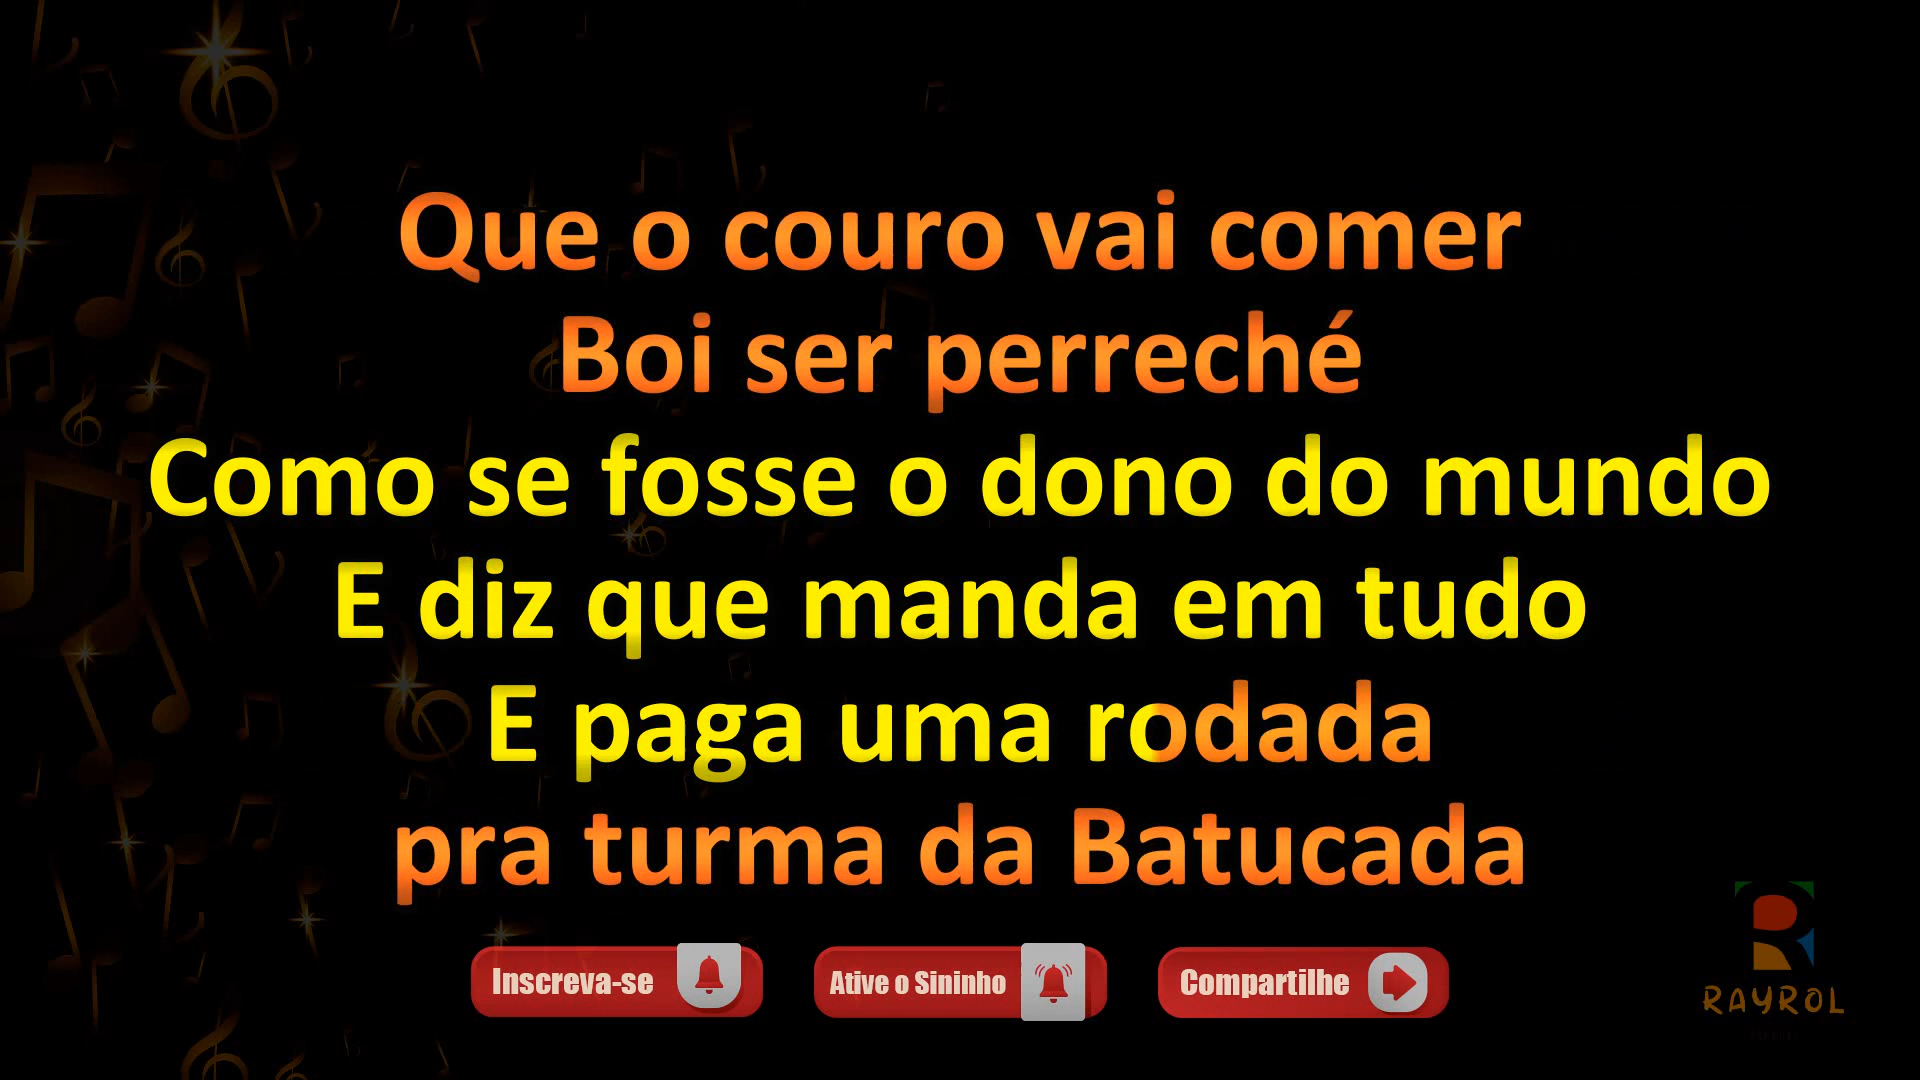 Que o couro vai comer
Boi ser perreché
Como se fosse o dono do mundo
E diz que manda em tudo
E paga uma rodada
pra turma da Batucada
Inscreva-se
Ative o Sininho
Compartilhe
RAYROL